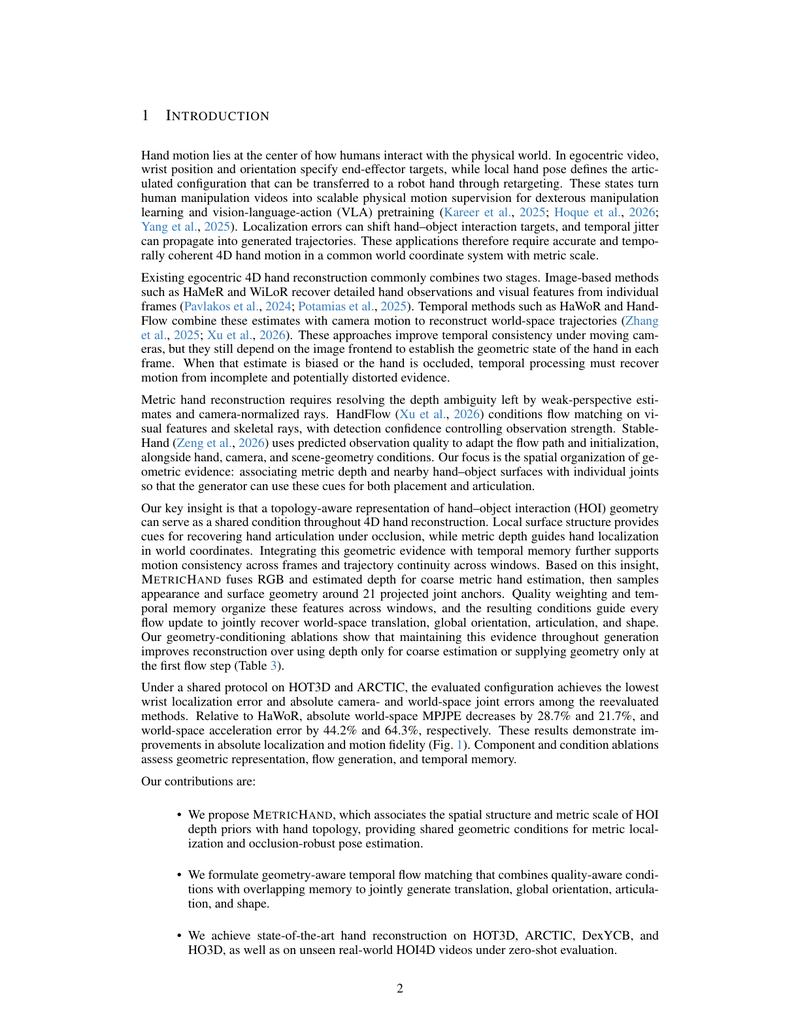 1 INTRODUCTION
Hand motion lies at the center of how humans interact with the physical world. In egocentric video,
wrist position and orientation specify end-effector targets, while local hand pose defines the artic-
ulated configuration that can be transferred to a robot hand through retargeting. These states turn
human manipulation videos into scalable physical motion supervision for dexterous manipulation
learning and vision-language-action (VLA) pretraining (Kareer et al., 2025; Hoque et al., 2026;
Yang et al., 2025). Localization errors can shift hand–object interaction targets, and temporal jitter
can propagate into generated trajectories. These applications therefore require accurate and tempo-
rally coherent 4D hand motion in a common world coordinate system with metric scale.
Existing egocentric 4D hand reconstruction commonly combines two stages. Image-based methods
such as HaMeR and WiLoR recover detailed hand observations and visual features from individual
frames (Pavlakos et al., 2024; Potamias et al., 2025). Temporal methods such as HaWoR and Hand-
Flow combine these estimates with camera motion to reconstruct world-space trajectories (Zhang
et al., 2025; Xu et al., 2026). These approaches improve temporal consistency under moving cam-
eras, but they still depend on the image frontend to establish the geometric state of the hand in each
frame. When that estimate is biased or the hand is occluded, temporal processing must recover
motion from incomplete and potentially distorted evidence.
Metric hand reconstruction requires resolving the depth ambiguity left by weak-perspective esti-
mates and camera-normalized rays. HandFlow (Xu et al., 2026) conditions flow matching on vi-
sual features and skeletal rays, with detection confidence controlling observation strength. Stable-
Hand (Zeng et al., 2026) uses predicted observation quality to adapt the flow path and initialization,
alongside hand, camera, and scene-geometry conditions. Our focus is the spatial organization of ge-
ometric evidence: associating metric depth and nearby hand–object surfaces with individual joints
so that the generator can use these cues for both placement and articulation.
Our key insight is that a topology-aware representation of hand–object interaction (HOI) geometry
can serve as a shared condition throughout 4D hand reconstruction. Local surface structure provides
cues for recovering hand articulation under occlusion, while metric depth guides hand localization
in world coordinates. Integrating this geometric evidence with temporal memory further supports
motion consistency across frames and trajectory continuity across windows. Based on this insight,
METRICHAND fuses RGB and estimated depth for coarse metric hand estimation, then samples
appearance and surface geometry around 21 projected joint anchors. Quality weighting and tem-
poral memory organize these features across windows, and the resulting conditions guide every
flow update to jointly recover world-space translation, global orientation, articulation, and shape.
Our geometry-conditioning ablations show that maintaining this evidence throughout generation
improves reconstruction over using depth only for coarse estimation or supplying geometry only at
the first flow step (Table 3).
Under a shared protocol on HOT3D and ARCTIC, the evaluated configuration achieves the lowest
wrist localization error and absolute camera- and world-space joint errors among the reevaluated
methods. Relative to HaWoR, absolute world-space MPJPE decreases by 28.7% and 21.7%, and
world-space acceleration error by 44.2% and 64.3%, respectively. These results demonstrate im-
provements in absolute localization and motion fidelity (Fig. 1). Component and condition ablations
assess geometric representation, flow generation, and temporal memory.
Our contributions are:
• We propose METRICHAND, which associates the spatial structure and metric scale of HOI
depth priors with hand topology, providing shared geometric conditions for metric local-
ization and occlusion-robust pose estimation.
• We formulate geometry-aware temporal flow matching that combines quality-aware condi-
tions with overlapping memory to jointly generate translation, global orientation, articula-
tion, and shape.
• We achieve state-of-the-art hand reconstruction on HOT3D, ARCTIC, DexYCB, and
HO3D, as well as on unseen real-world HOI4D videos under zero-shot evaluation.
2